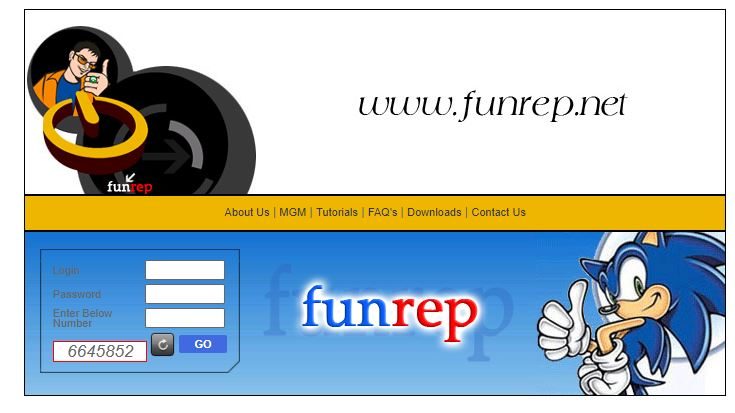 www.funrep.net
funrep
About Us | MGM | Tutorials | FAQ's | Downloads | Contact Us
Login
Password
Enter Below
Number
6645852
GO
funrep
funrep